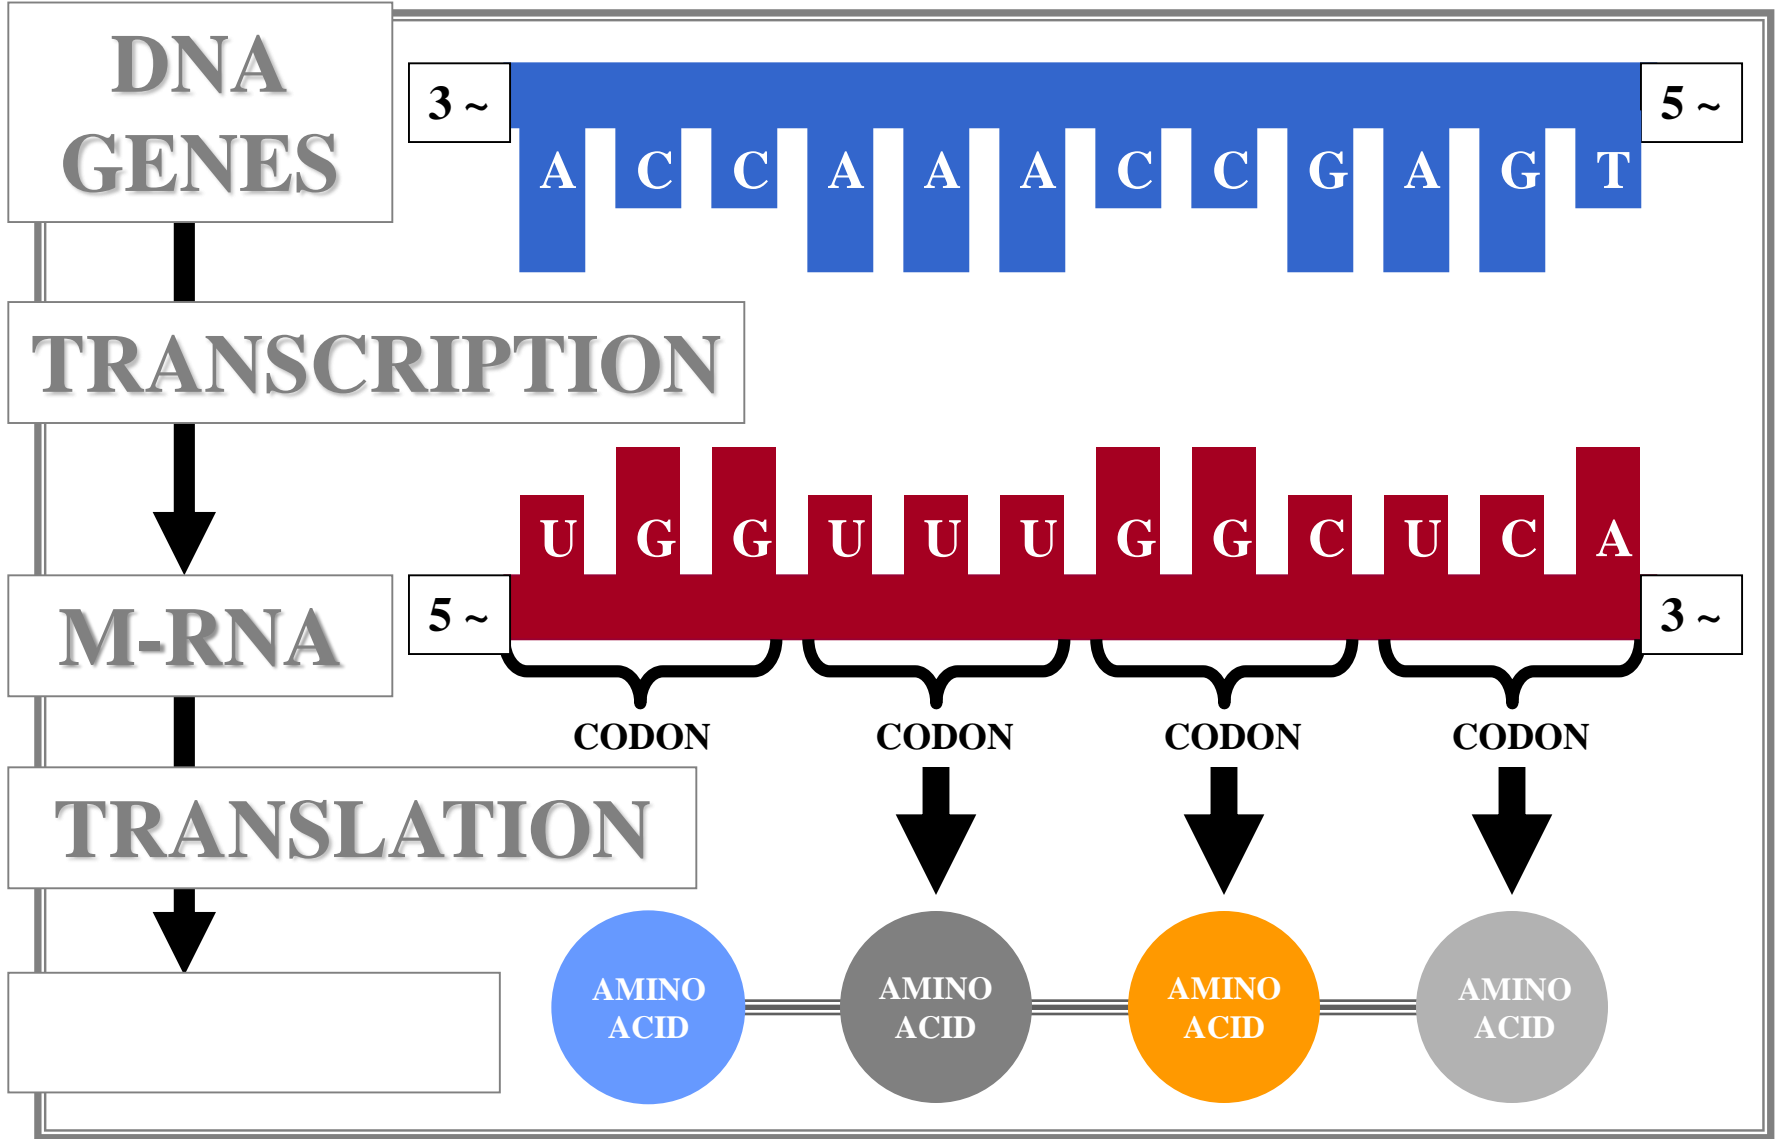 DNA
GENES
3 ~
5 ~
A C C A A A C C G A G T
TRANSCRIPTION
U G G U U U G G C U C A
M-RNA
5 ~
3 ~
CODON CODON CODON CODON
TRANSLATION
AMINO
ACID
AMINO
ACID
AMINO
ACID
AMINO
ACID